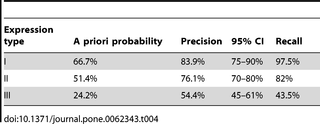 Expression type A priori probability Precision 95% CI Recall
I 66.7% 83.9% 75–90% 97.5%
II 51.4% 76.1% 70–80% 82%
III 24.2% 54.4% 45–61% 43.5%
doi:10.1371/journal.pone.0062343.t004